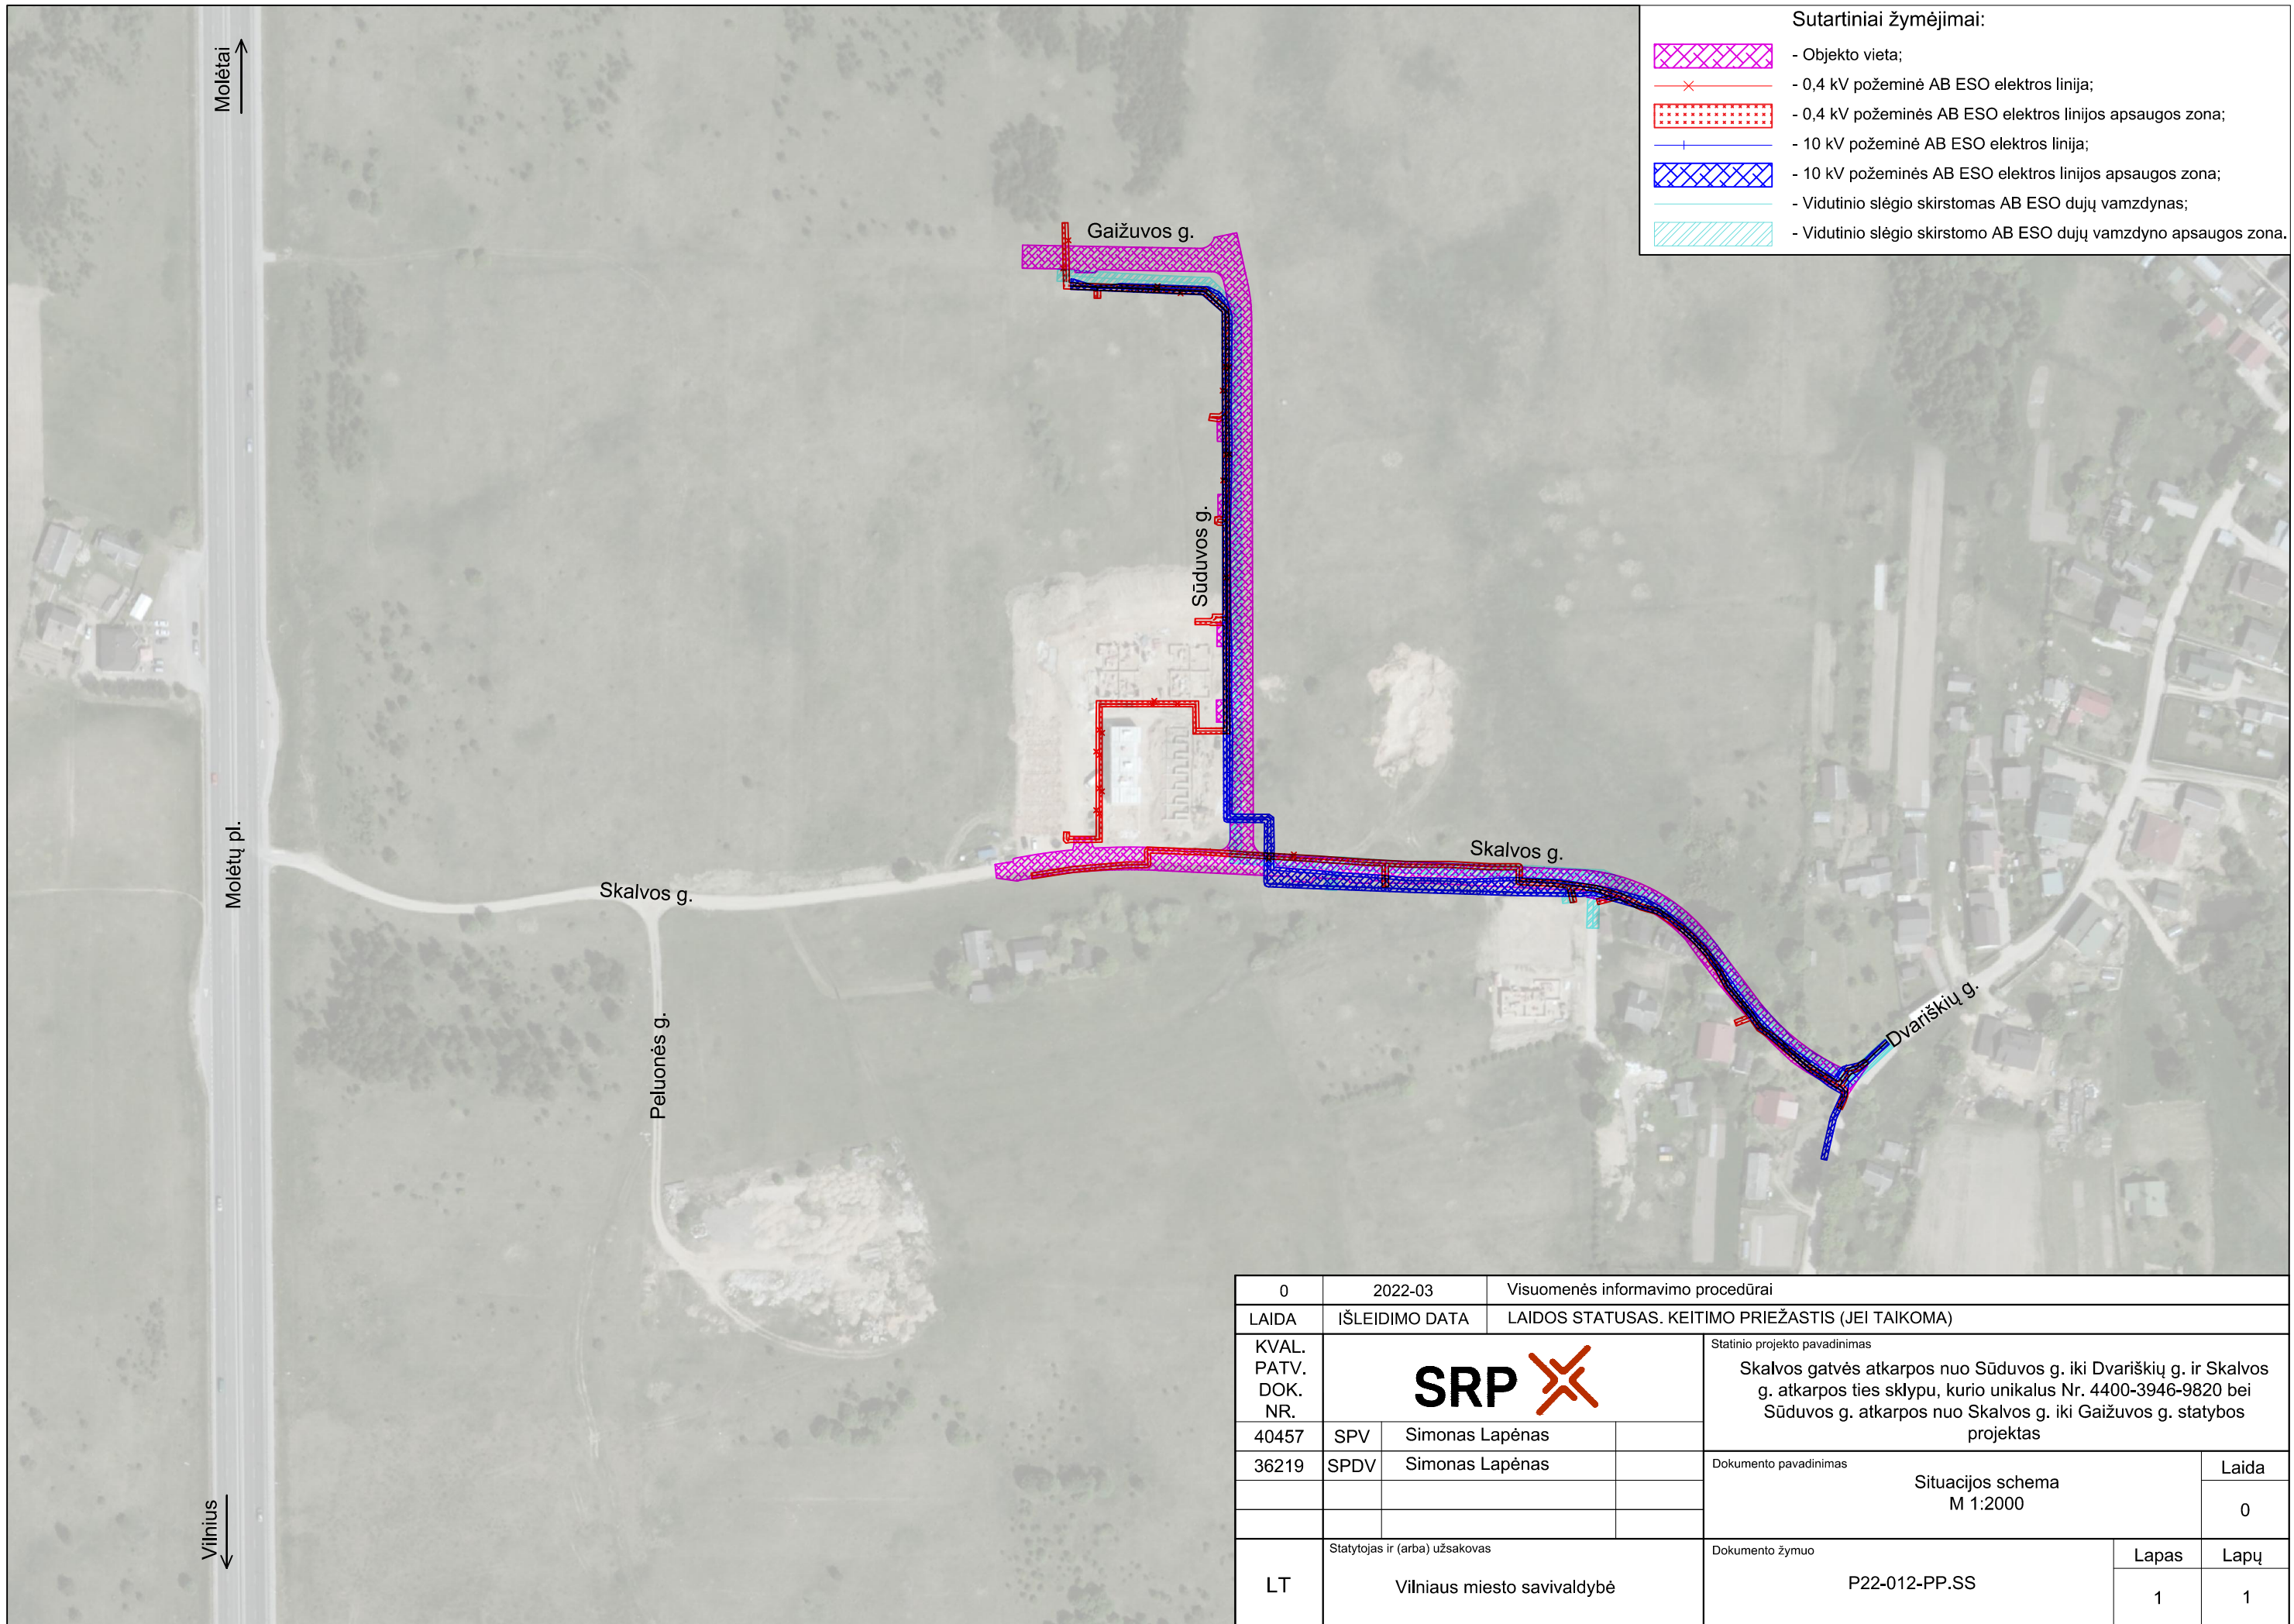 Sutartiniai žymėjimai:
- Objekto vieta;
- 0,4 kV požeminė AB ESO elektros linija;
- 0,4 kV požeminės AB ESO elektros linijos apsaugos zona;
- 10 kV požeminė AB ESO elektros linija;
- 10 kV požeminės AB ESO elektros linijos apsaugos zona;
- Vidutinio slėgio skirstomas AB ESO dujų vamzdynas;
- Vidutinio slėgio skirstomo AB ESO dujų vamzdyno apsaugos zona.
Molėtai
Gaižuvos g.
Sūduvos g.
Molėtų pl.
Skalvos g.
Skalvos g.
Peluonės g.
Dvariškių g.
Vilnius
0 2022-03 Visuomenės informavimo procedūrai
LAIDA IŠLEIDIMO DATA LAIDOS STATUSAS. KEITIMO PRIEŽASTIS (JEI TAIKOMA)
KVAL.
PATV.
DOK.
NR.
SRP
Statinio projekto pavadinimas
Skalvos gatvės atkarpos nuo Sūduvos g. iki Dvariškių g. ir Skalvos
g. atkarpos ties sklypu, kurio unikalus Nr. 4400-3946-9820 bei
Sūduvos g. atkarpos nuo Skalvos g. iki Gaižuvos g. statybos
projektas
40457 SPV Simonas Lapėnas
36219 SPDV Simonas Lapėnas
Dokumento pavadinimas
Situacijos schema
M 1:2000
Laida
0
LT
Statytojas ir (arba) užsakovas
Vilniaus miesto savivaldybė
Dokumento žymuo
P22-012-PP.SS
Lapas Lapų
1 1